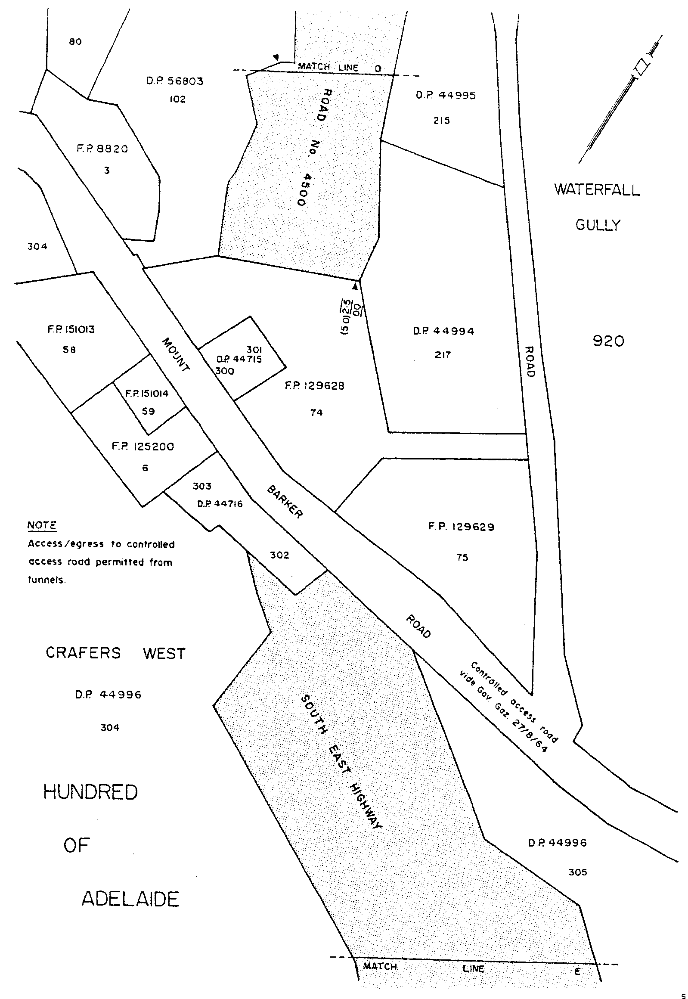 80
MATCH LINE D
D.P. 56803
102
D.P. 44995
215
ROAD No. 4500
F.P. 8820
3
WATERFALL
GULLY
304
(50)2·5
00
F.P. 151013
58
MOUNT
301
D.P. 44715
300
D.P. 44994
217
ROAD
920
F.P. 129628
74
F.P. 151014
59
F.P. 125200
6
303
D.P. 44716
BARKER
NOTE
Access/egress to controlled
access road permitted from
tunnels.
F.P. 129629
75
302
ROAD
CRAFERS WEST
D.P. 44996
304
Controlled access road
vide Gov. Gaz. 27/8/64
SOUTH EAST HIGHWAY
HUNDRED
OF
ADELAIDE
D.P. 44996
305
MATCH LINE E